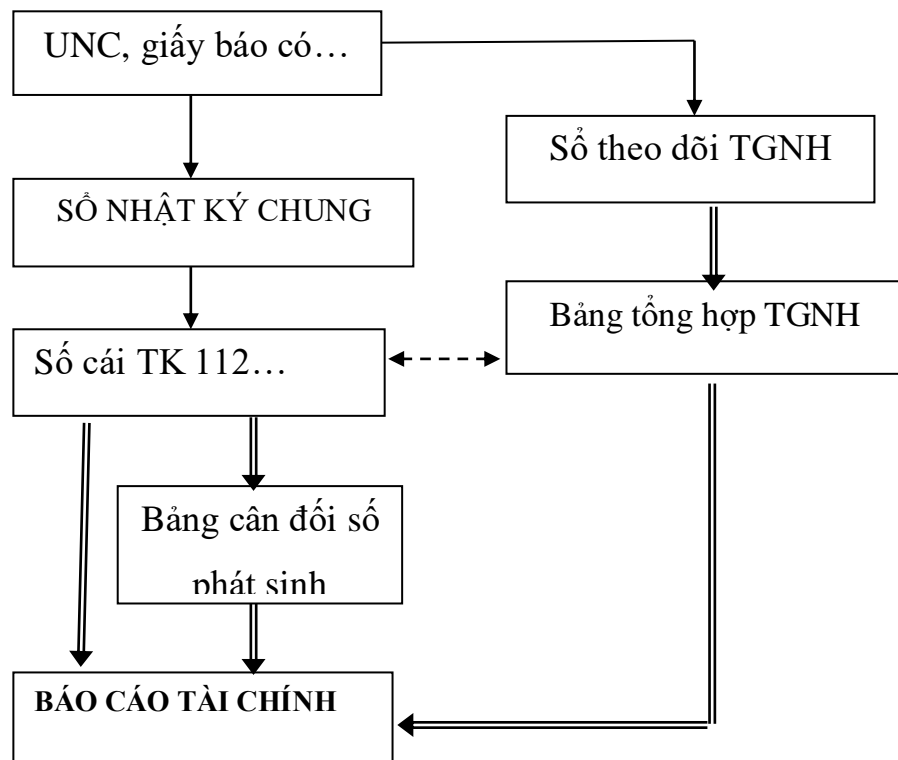 UNC, giấy báo có…
Sổ theo dõi TGNH
SỔ NHẬT KÝ CHUNG
Bảng tổng hợp TGNH
Số cái TK 112…
Bảng cân đối số
phát sinh
BÁO CÁO TÀI CHÍNH